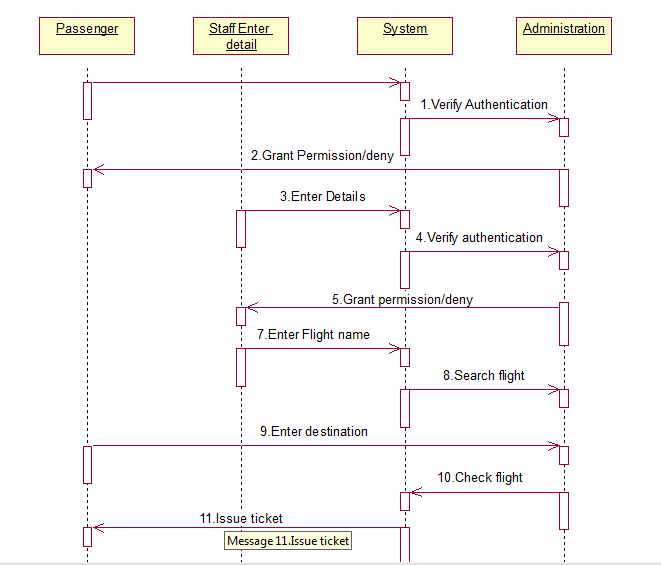 Passenger
Staff Enter
detail
System
Administration
1.Verify Authentication
2.Grant Permission/deny
3.Enter Details
4.Verify authentication
5.Grant permission/deny
7.Enter Flight name
8.Search flight
9.Enter destination
10.Check flight
11.Issue ticket
Message 11.Issue ticket